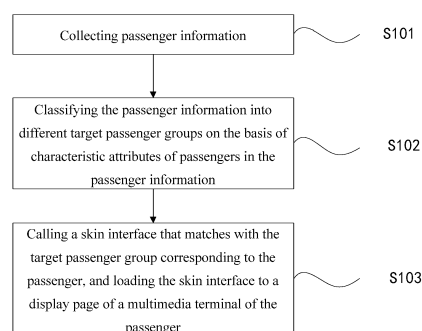 Collecting passenger information
S101
Classifying the passenger information into
different target passenger groups on the basis of
characteristic attributes of passengers in the
passenger information
S102
Calling a skin interface that matches with the
target passenger group corresponding to the
passenger, and loading the skin interface to a
display page of a multimedia terminal of the
passenger
S103